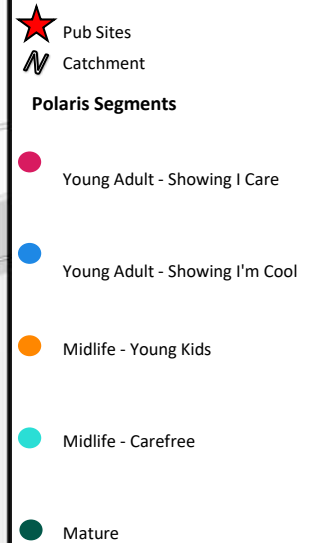 Pub Sites
Catchment
Polaris Segments
Young Adult - Showing I Care
Young Adult - Showing I'm Cool
Midlife - Young Kids
Midlife - Carefree
Mature